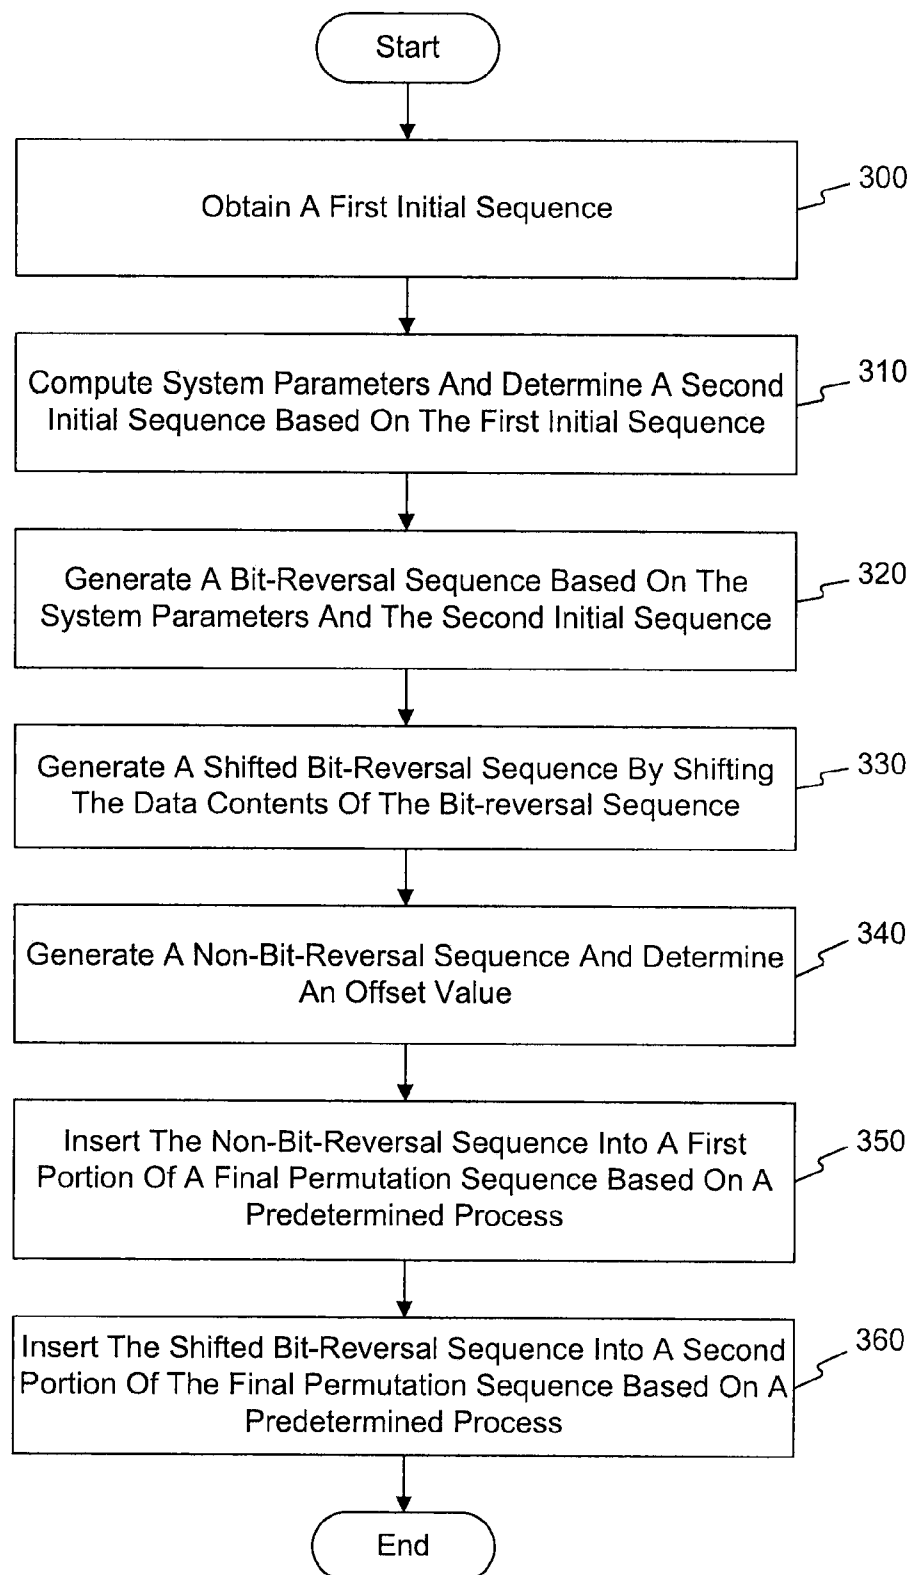 Start
300
Obtain A First Initial Sequence
310
Compute System Parameters And Determine A Second
Initial Sequence Based On The First Initial Sequence
320
Generate A Bit-Reversal Sequence Based On The
System Parameters And The Second Initial Sequence
330
Generate A Shifted Bit-Reversal Sequence By Shifting
The Data Contents Of The Bit-reversal Sequence
340
Generate A Non-Bit-Reversal Sequence And Determine
An Offset Value
350
Insert The Non-Bit-Reversal Sequence Into A First
Portion Of A Final Permutation Sequence Based On A
Predetermined Process
360
Insert The Shifted Bit-Reversal Sequence Into A Second
Portion Of The Final Permutation Sequence Based On A
Predetermined Process
End